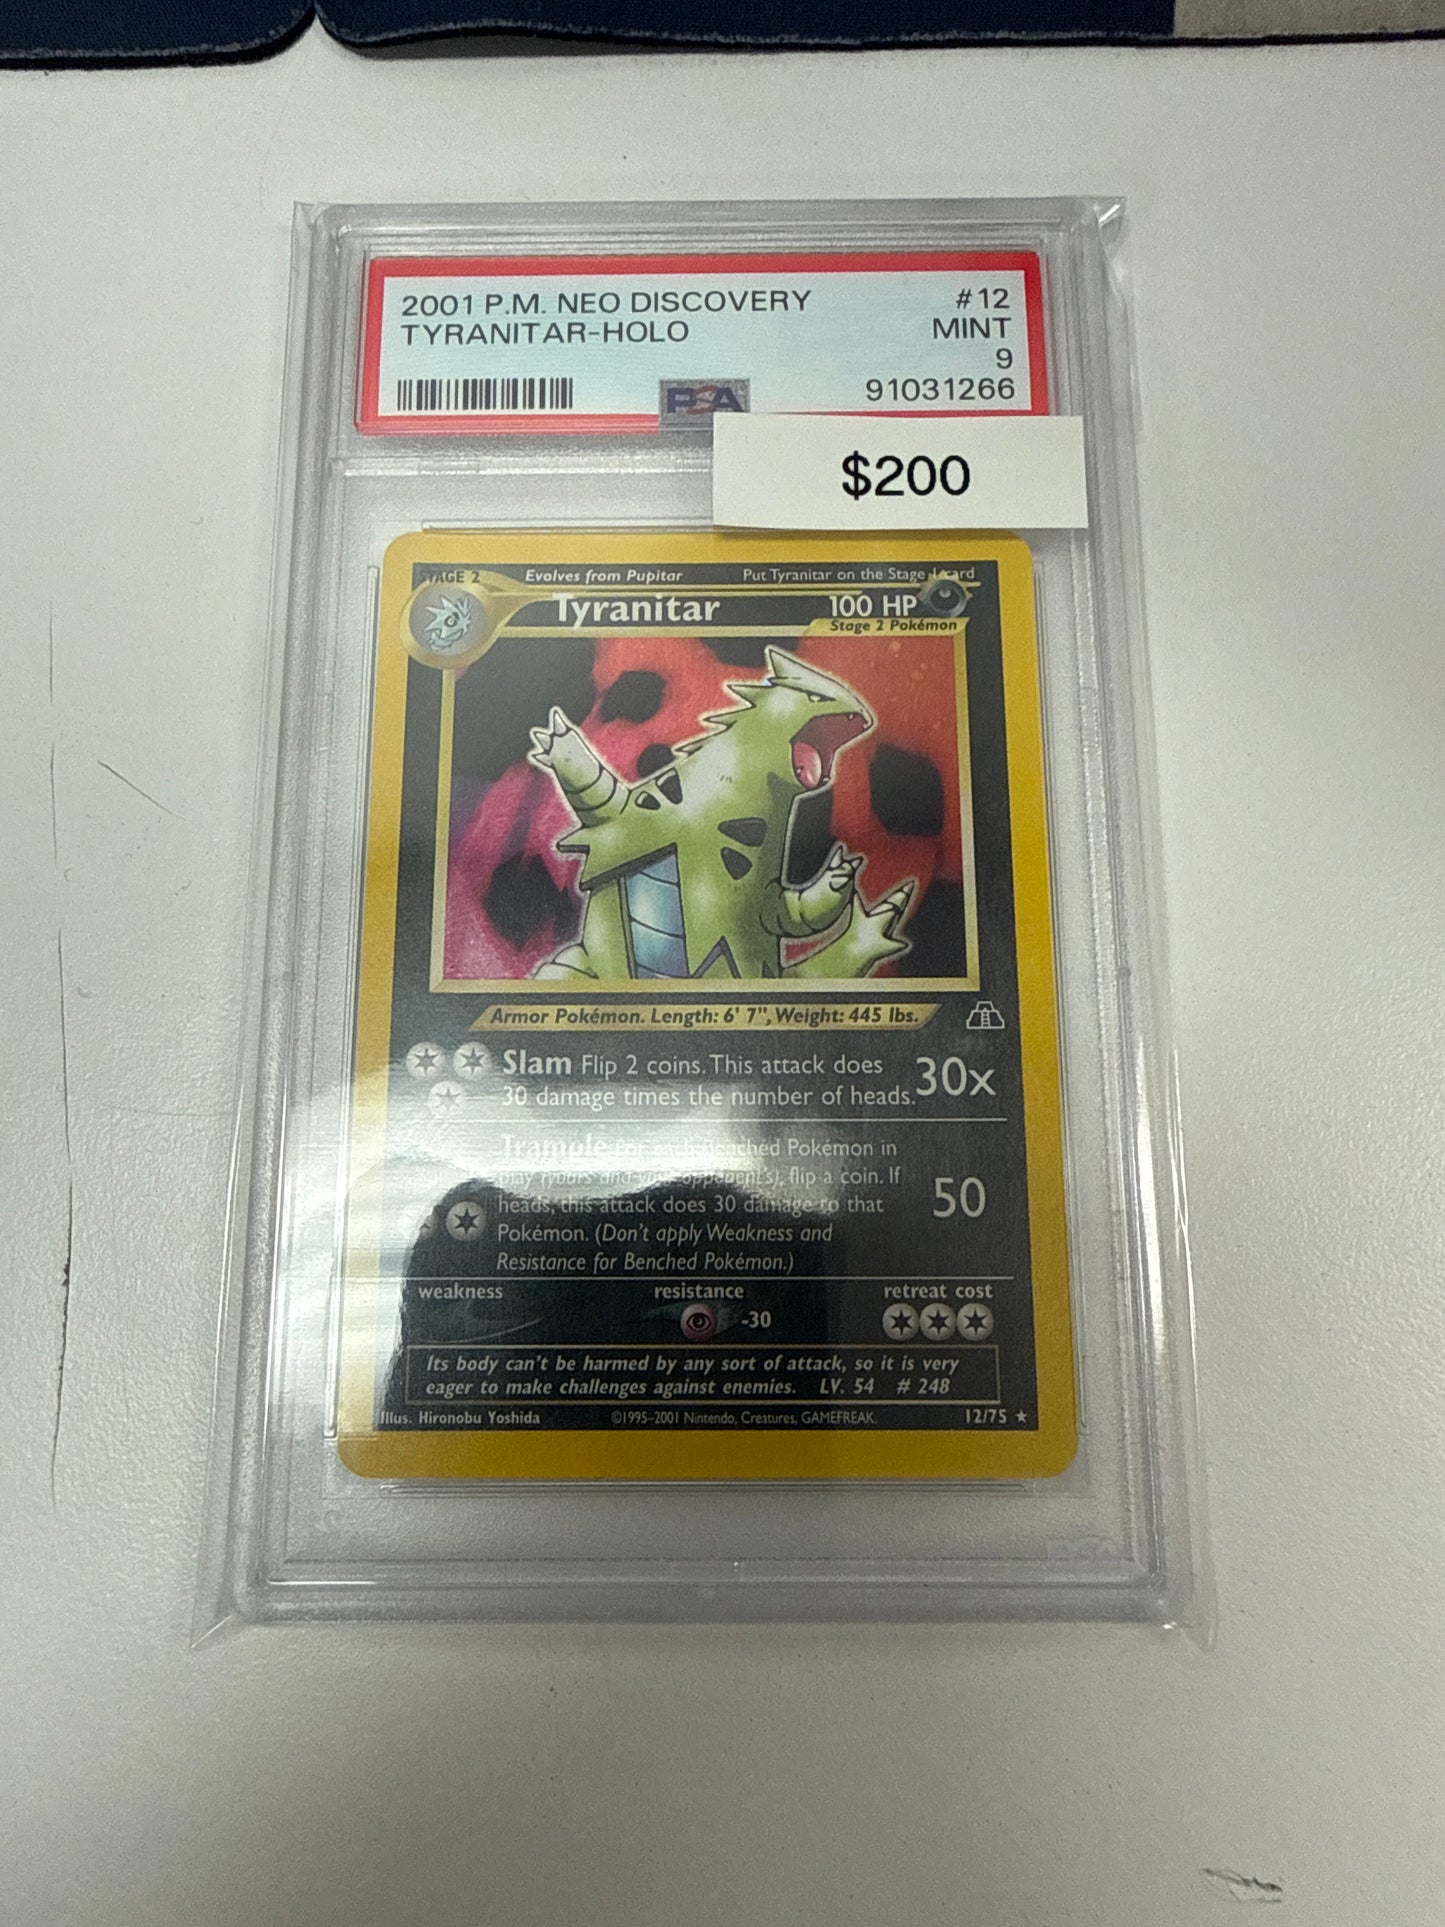 2001 P.M. NEO DISCOVERY #12
TYRANITAR-HOLO MINT
9
91031266
PSA
$200
STAGE 2 Evolves from Pupitar Put Tyranitar on the Stage 1 card
Tyranitar 100 HP
Stage 2 Pokémon
Armor Pokémon. Length: 6' 7", Weight: 445 lbs.
Slam Flip 2 coins. This attack does
30 damage times the number of heads.
30x
For each Benched Pokémon in
play (yours and your opponent's), flip a coin. If
heads, this attack does 30 damage to that
Pokémon. (Don't apply Weakness and
Resistance for Benched Pokémon.)
50
weakness resistance retreat cost
-30
Its body can't be harmed by any sort of attack, so it is very
eager to make challenges against enemies. LV. 54 # 248
Illus. Hironobu Yoshida ©1995-2001 Nintendo, Creatures, GAMEFREAK. 12/75 ★